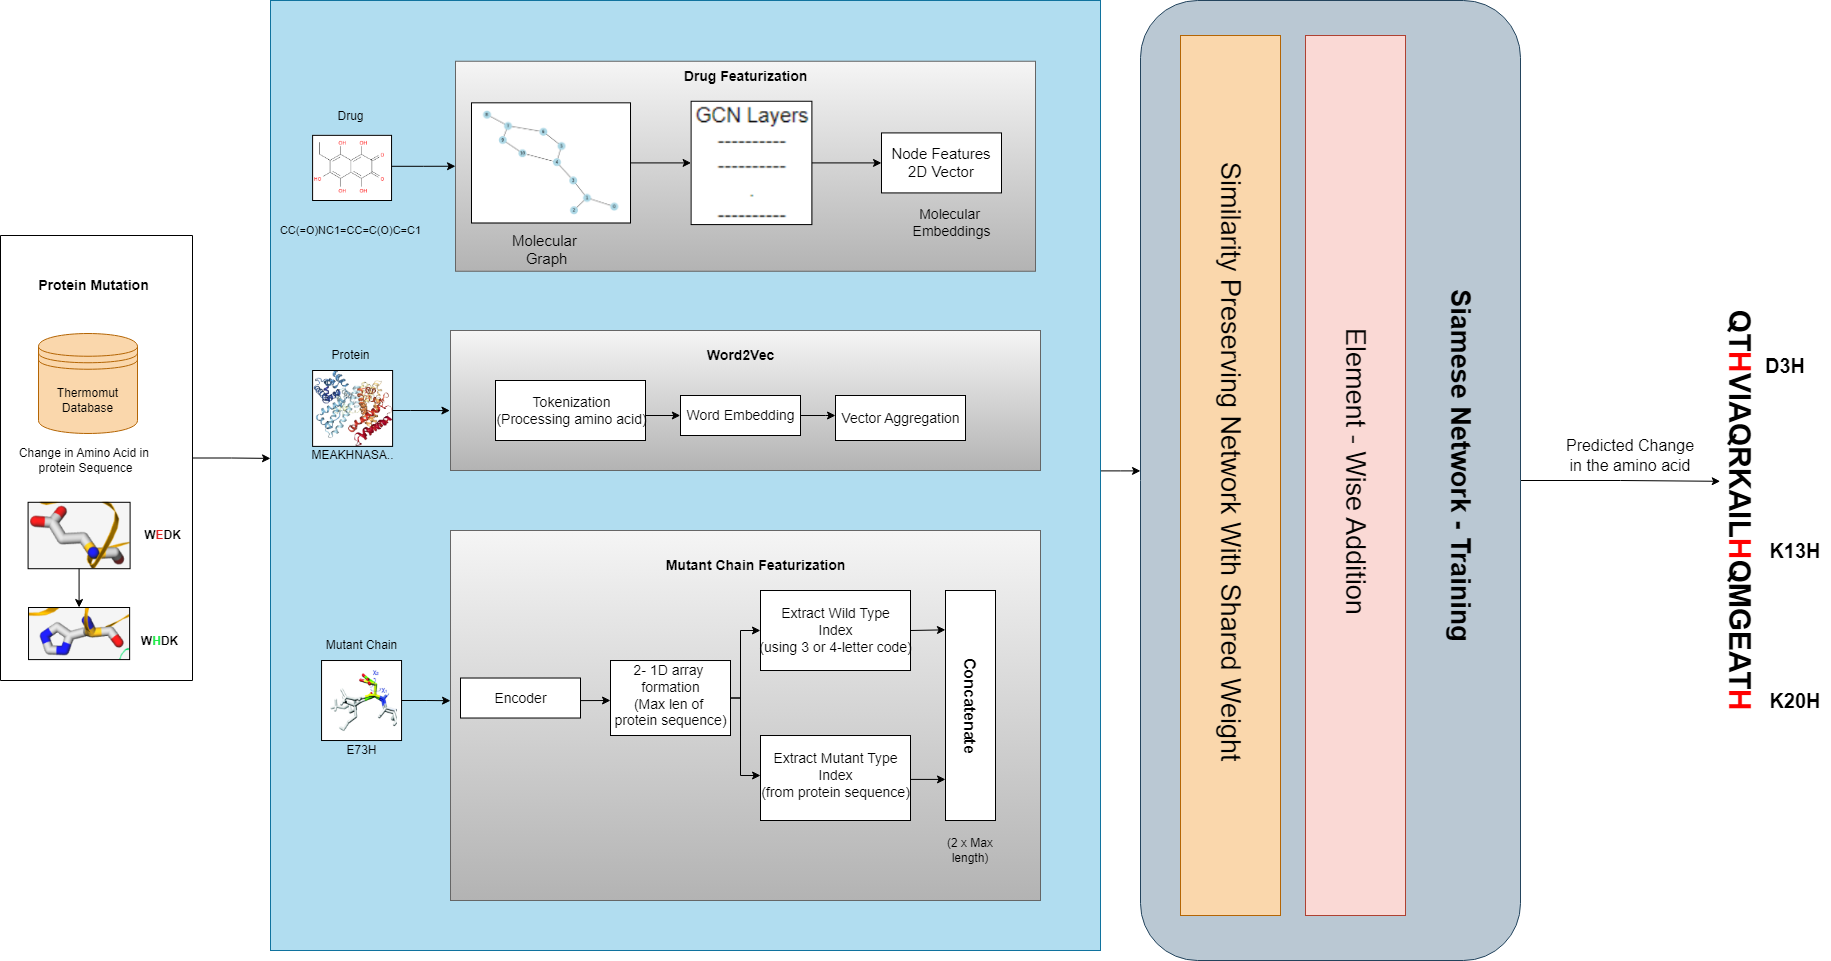 Protein Mutation
Thermomut
Database
Change in Amino Acid in
protein Sequence
WEDK
WHDK
Drug
CC(=O)NC1=CC=C(O)C=C1
Drug Featurization
Molecular
Graph
GCN Layers
Node Features
2D Vector
Molecular
Embeddings
Protein
MEAKHNASA..
Word2Vec
Tokenization
(Processing amino acid)
Word Embedding
Vector Aggregation
Mutant Chain
E73H
Mutant Chain Featurization
Encoder
2- 1D array
formation
(Max len of
protein sequence)
Extract Wild Type
Index
(using 3 or 4-letter code)
Extract Mutant Type
Index
(from protein sequence)
Concatenate
(2 x Max
length)
Similarity Preserving Network With Shared Weight
Element - Wise Addition
Siamese Network - Training
Predicted Change
in the amino acid
QTHVIAQRKAILHQMGEATH
D3H
K13H
K20H